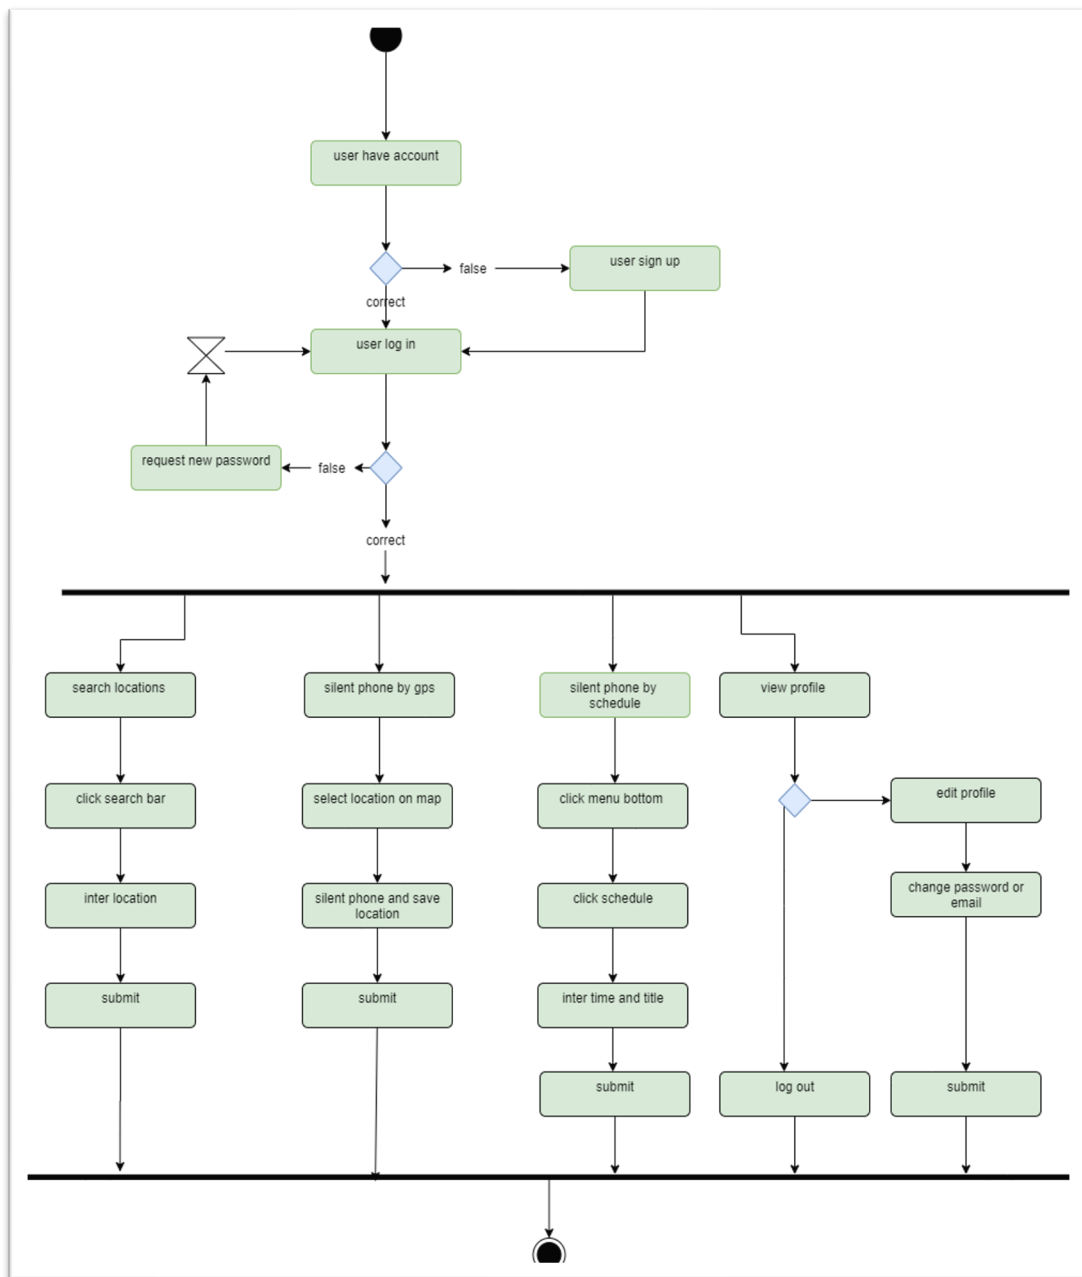 user have account
false
user sign up
correct
user log in
request new password
false
correct
search locations
silent phone by gps
silent phone by
schedule
view profile
click search bar
select location on map
click menu bottom
edit profile
inter location
silent phone and save
location
click schedule
change password or
email
submit
submit
inter time and title
submit
log out
submit